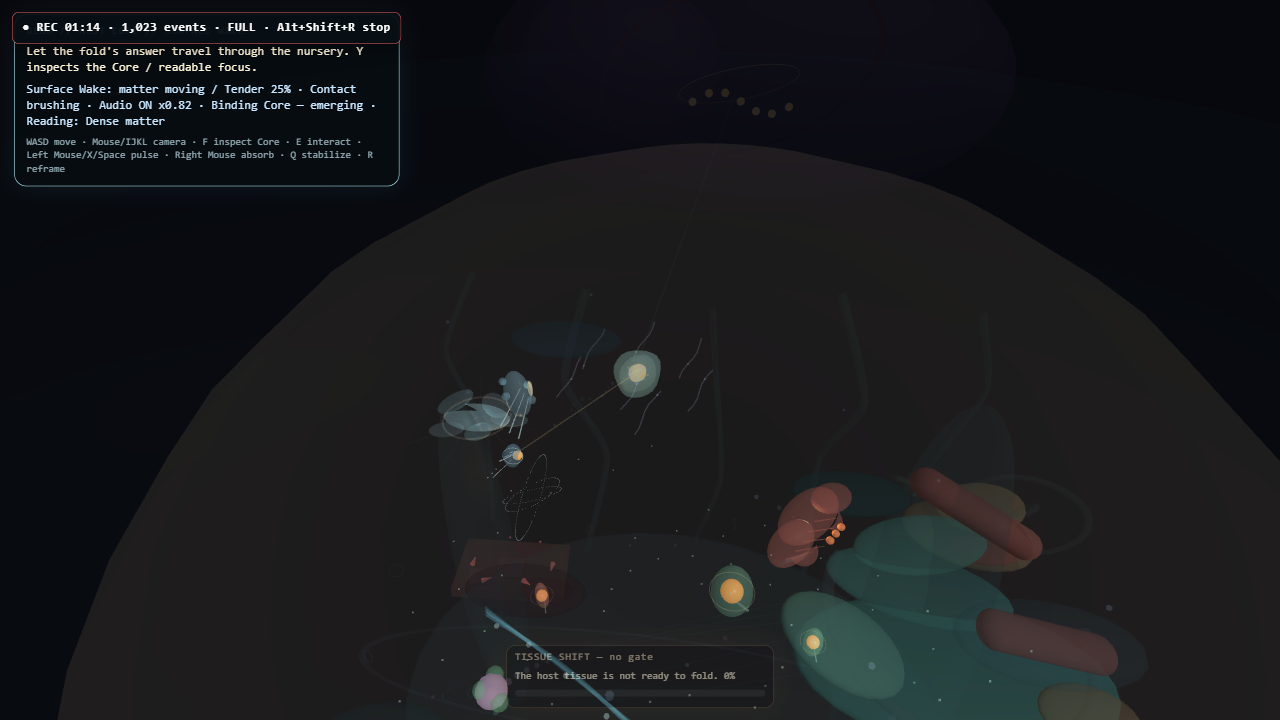 ● REC 01:14 · 1,023 events · FULL · Alt+Shift+R stop
Let the fold's answer travel through the nursery. Y
inspects the Core / readable focus.
Surface Wake: matter moving / Tender 25% · Contact
brushing · Audio ON x0.82 · Binding Core — emerging ·
Reading: Dense matter
WASD move · Mouse/IJKL camera · F inspect Core · E interact ·
Left Mouse/X/Space pulse · Right Mouse absorb · Q stabilize · R
reframe
TISSUE SHIFT — no gate
The host tissue is not ready to fold. 0%